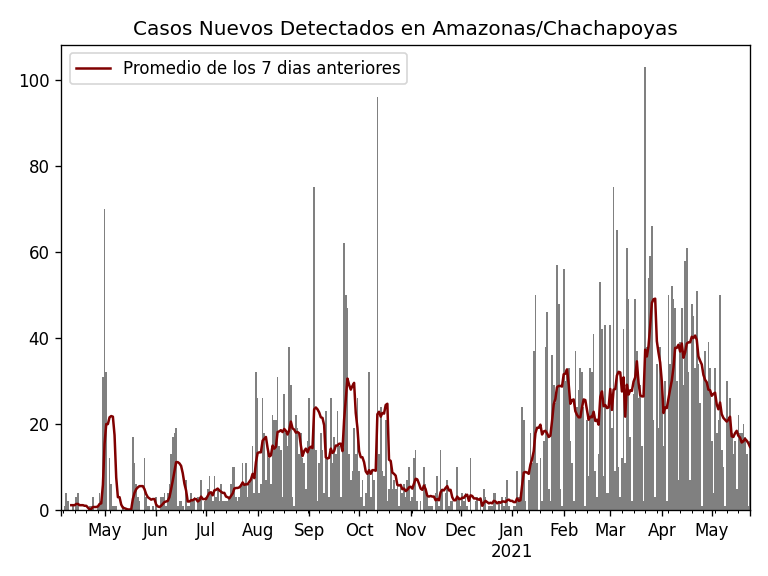 Casos Nuevos Detectados en Amazonas/Chachapoyas
Promedio de los 7 dias anteriores
100
80
60
40
20
0
May Jun Jul Aug Sep Oct Nov Dec Jan Feb Mar Apr May
2021